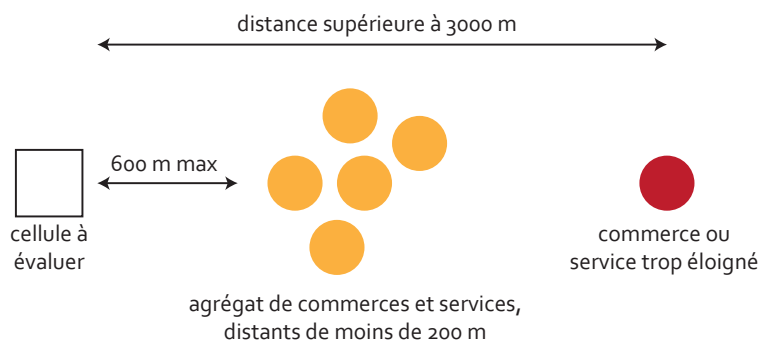 distance supérieure à 3000 m
600 m max
cellule à
évaluer
commerce ou
service trop éloigné
agrégat de commerces et services,
distants de moins de 200 m